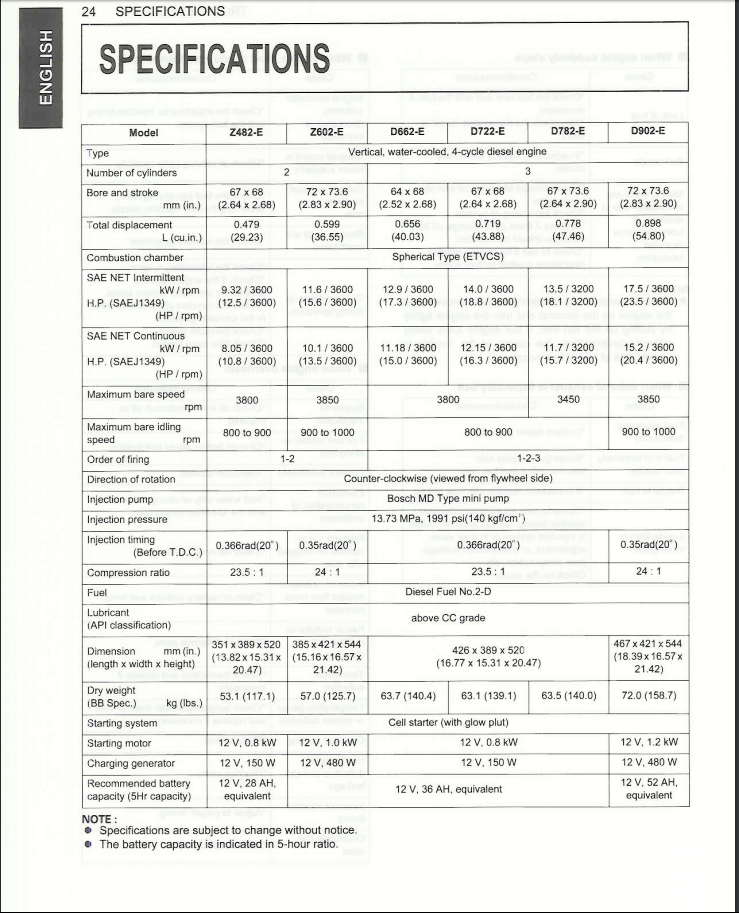 24 SPECIFICATIONS
ENGLISH
SPECIFICATIONS
Model Z482-E Z602-E D662-E D722-E D782-E D902-E
Type Vertical, water-cooled, 4-cycle diesel engine
Number of cylinders 2 3
Bore and stroke 67 x 68 72 x 73.6 64 x 68 67 x 68 67 x 73.6 72 x 73.6
mm (in.) (2.64 x 2.68) (2.83 x 2.90) (2.52 x 2.68) (2.64 x 2.68) (2.64 x 2.90) (2.83 x 2.90)
Total displacement 0.479 0.599 0.656 0.719 0.778 0.898
L (cu.in.) (29.23) (36.55) (40.03) (43.88) (47.46) (54.80)
Combustion chamber Spherical Type (ETVCS)
SAE NET Intermittent
kW / rpm 9.32 / 3600 11.6 / 3600 12.9 / 3600 14.0 / 3600 13.5 / 3200 17.5 / 3600
H.P. (SAEJ1349) (12.5 / 3600) (15.6 / 3600) (17.3 / 3600) (18.8 / 3600) (18.1 / 3200) (23.5 / 3600)
(HP / rpm)
SAE NET Continuous
kW / rpm 8.05 / 3600 10.1 / 3600 11.18 / 3600 12.15 / 3600 11.7 / 3200 15.2 / 3600
H.P. (SAEJ1349) (10.8 / 3600) (13.5 / 3600) (15.0 / 3600) (16.3 / 3600) (15.7 / 3200) (20.4 / 3600)
(HP / rpm)
Maximum bare speed
rpm 3800 3850 3800 3450 3850
Maximum bare idling
speed rpm 800 to 900 900 to 1000 800 to 900 900 to 1000
Order of firing 1-2 1-2-3
Direction of rotation Counter-clockwise (viewed from flywheel side)
Injection pump Bosch MD Type mini pump
Injection pressure 13.73 MPa, 1991 psi(140 kgf/cm²)
Injection timing
(Before T.D.C.) 0.366rad(20°) 0.35rad(20°) 0.366rad(20°) 0.35rad(20°)
Compression ratio 23.5 : 1 24 : 1 23.5 : 1 24 : 1
Fuel Diesel Fuel No.2-D
Lubricant
(API classification) above CC grade
Dimension mm (in.) 351 x 389 x 520 385 x 421 x 544 426 x 389 x 520 467 x 421 x 544
(length x width x height) (13.82 x 15.31 x (15.16 x 16.57 x (16.77 x 15.31 x 20.47) (18.39 x 16.57 x
20.47) 21.42) 21.42)
Dry weight
(BB Spec.) kg (lbs.) 53.1 (117.1) 57.0 (125.7) 63.7 (140.4) 63.1 (139.1) 63.5 (140.0) 72.0 (158.7)
Starting system Cell starter (with glow plut)
Starting motor 12 V, 0.8 kW 12 V, 1.0 kW 12 V, 0.8 kW 12 V, 1.2 kW
Charging generator 12 V, 150 W 12 V, 480 W 12 V, 150 W 12 V, 480 W
Recommended battery 12 V, 28 AH, 12 V, 36 AH, equivalent 12 V, 52 AH,
capacity (5Hr capacity) equivalent equivalent
NOTE :
● Specifications are subject to change without notice.
● The battery capacity is indicated in 5-hour ratio.